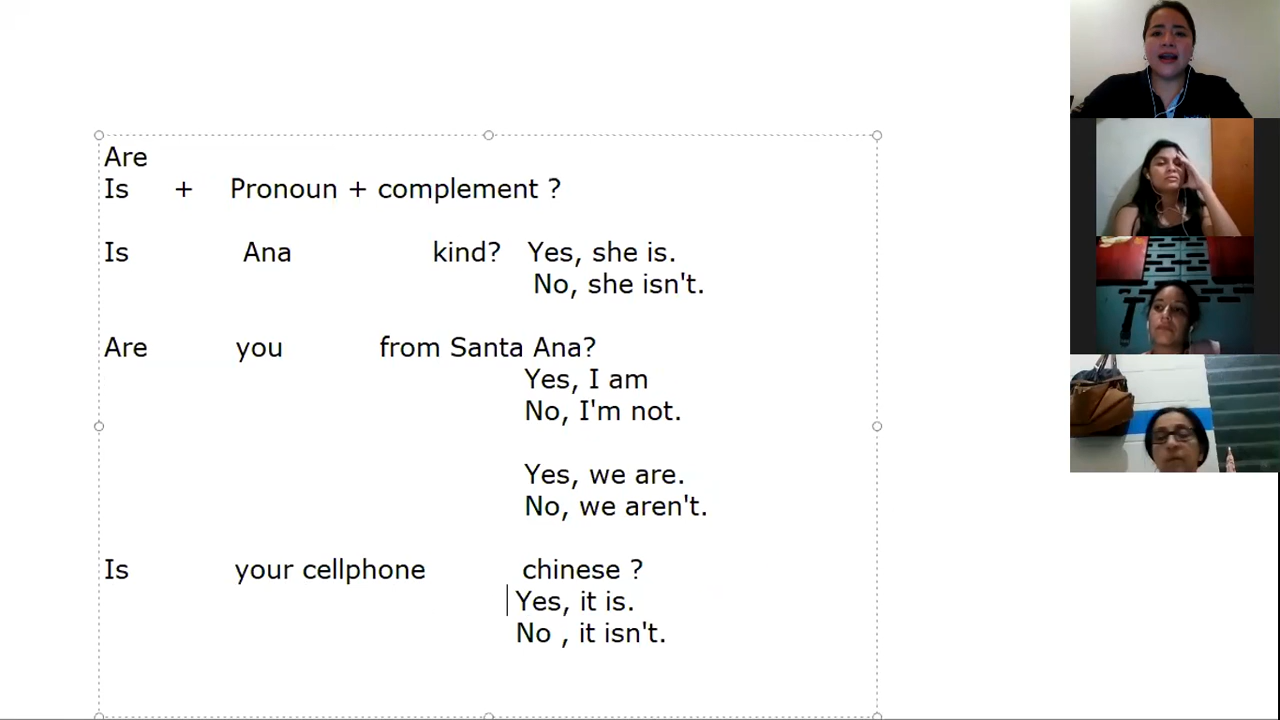 Are
Is + Pronoun + complement ?
Is Ana kind? Yes, she is.
No, she isn't.
Are you from Santa Ana?
Yes, I am
No, I'm not.
Yes, we are.
No, we aren't.
Is your cellphone chinese ?
Yes, it is.
No , it isn't.